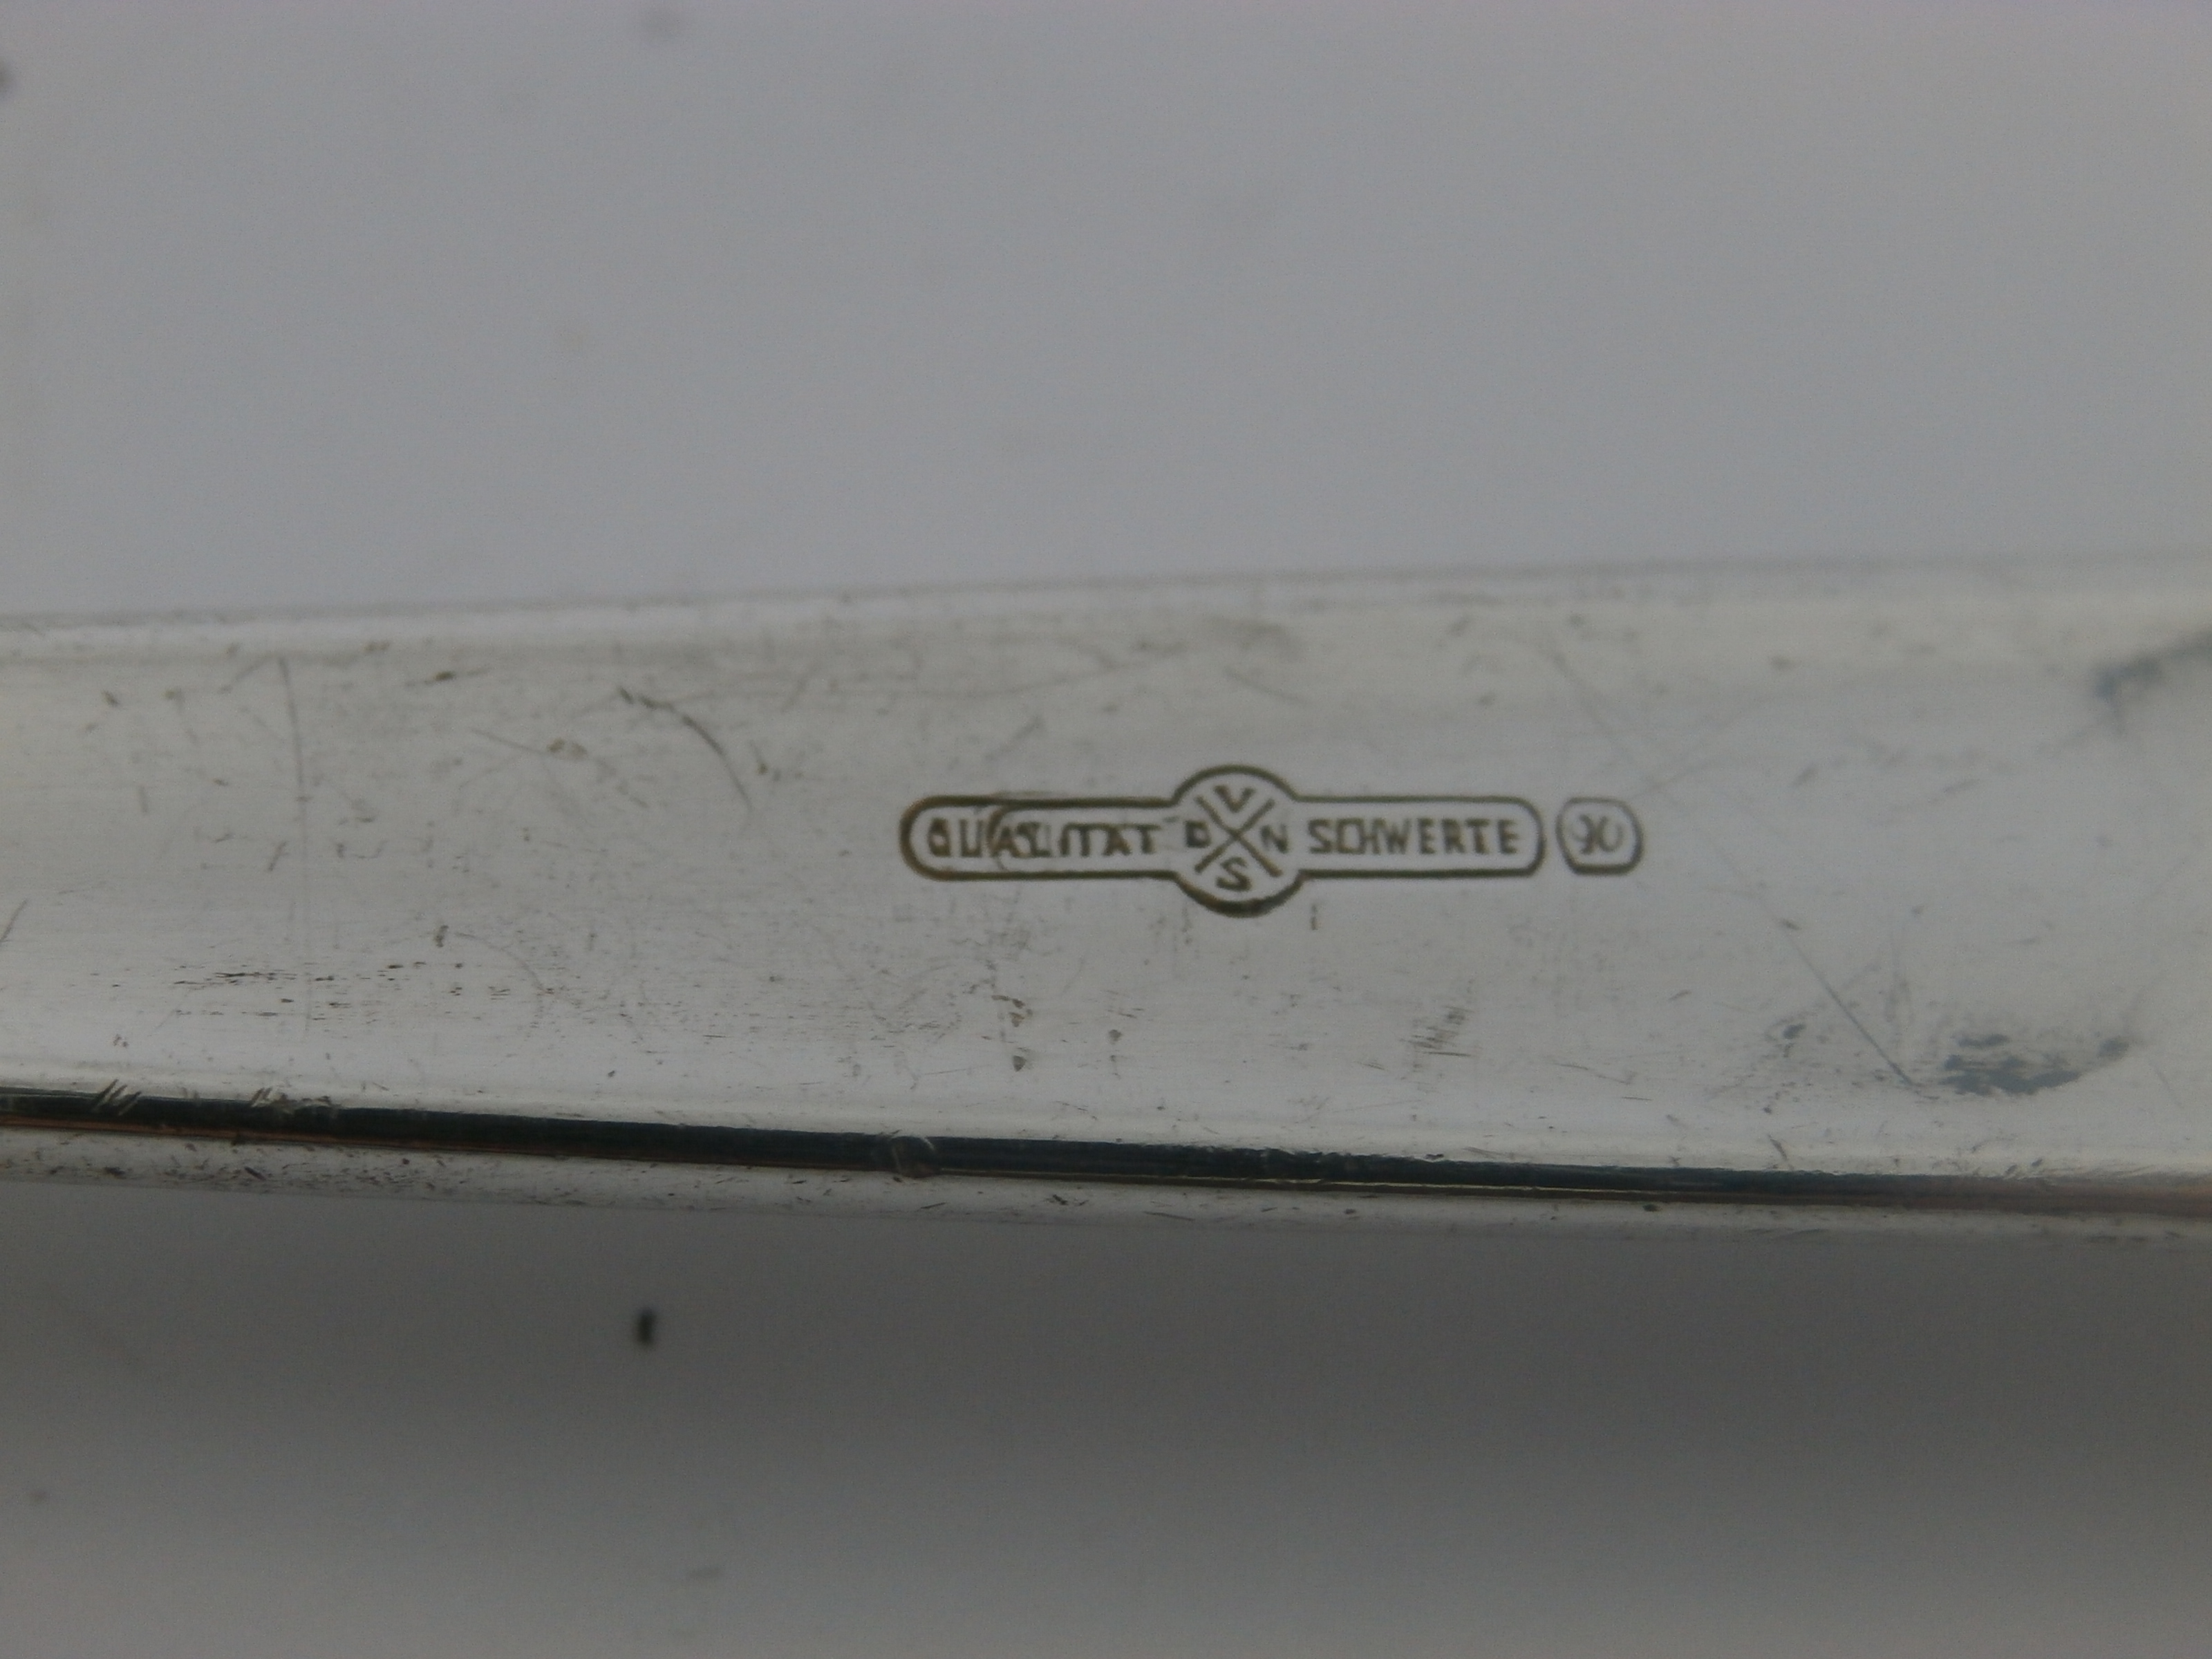 QUALITÄT V D N S SCHWERTE 90